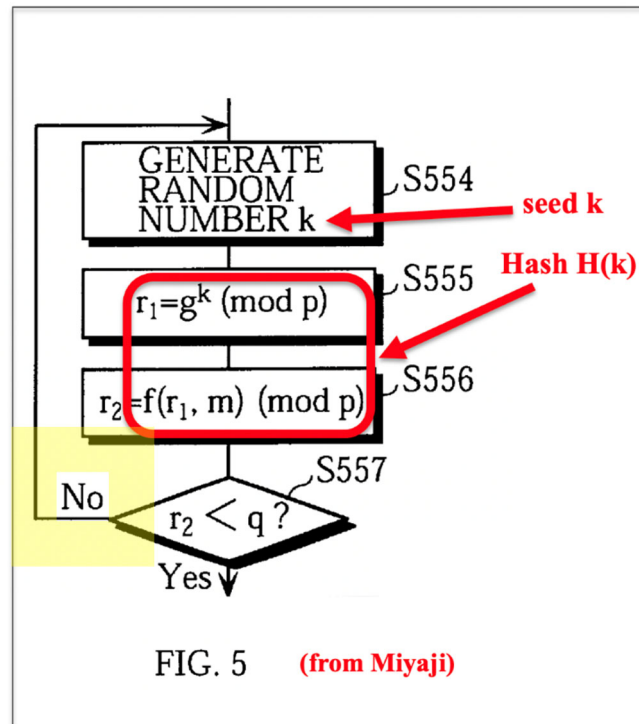 GENERATE
RANDOM
NUMBER k
S554
seed k
Hash H(k)
r₁=gᵏ (mod p)
S555
r₂=f(r₁, m) (mod p)
S556
S557
No
r₂ < q ?
Yes
FIG. 5 (from Miyaji)